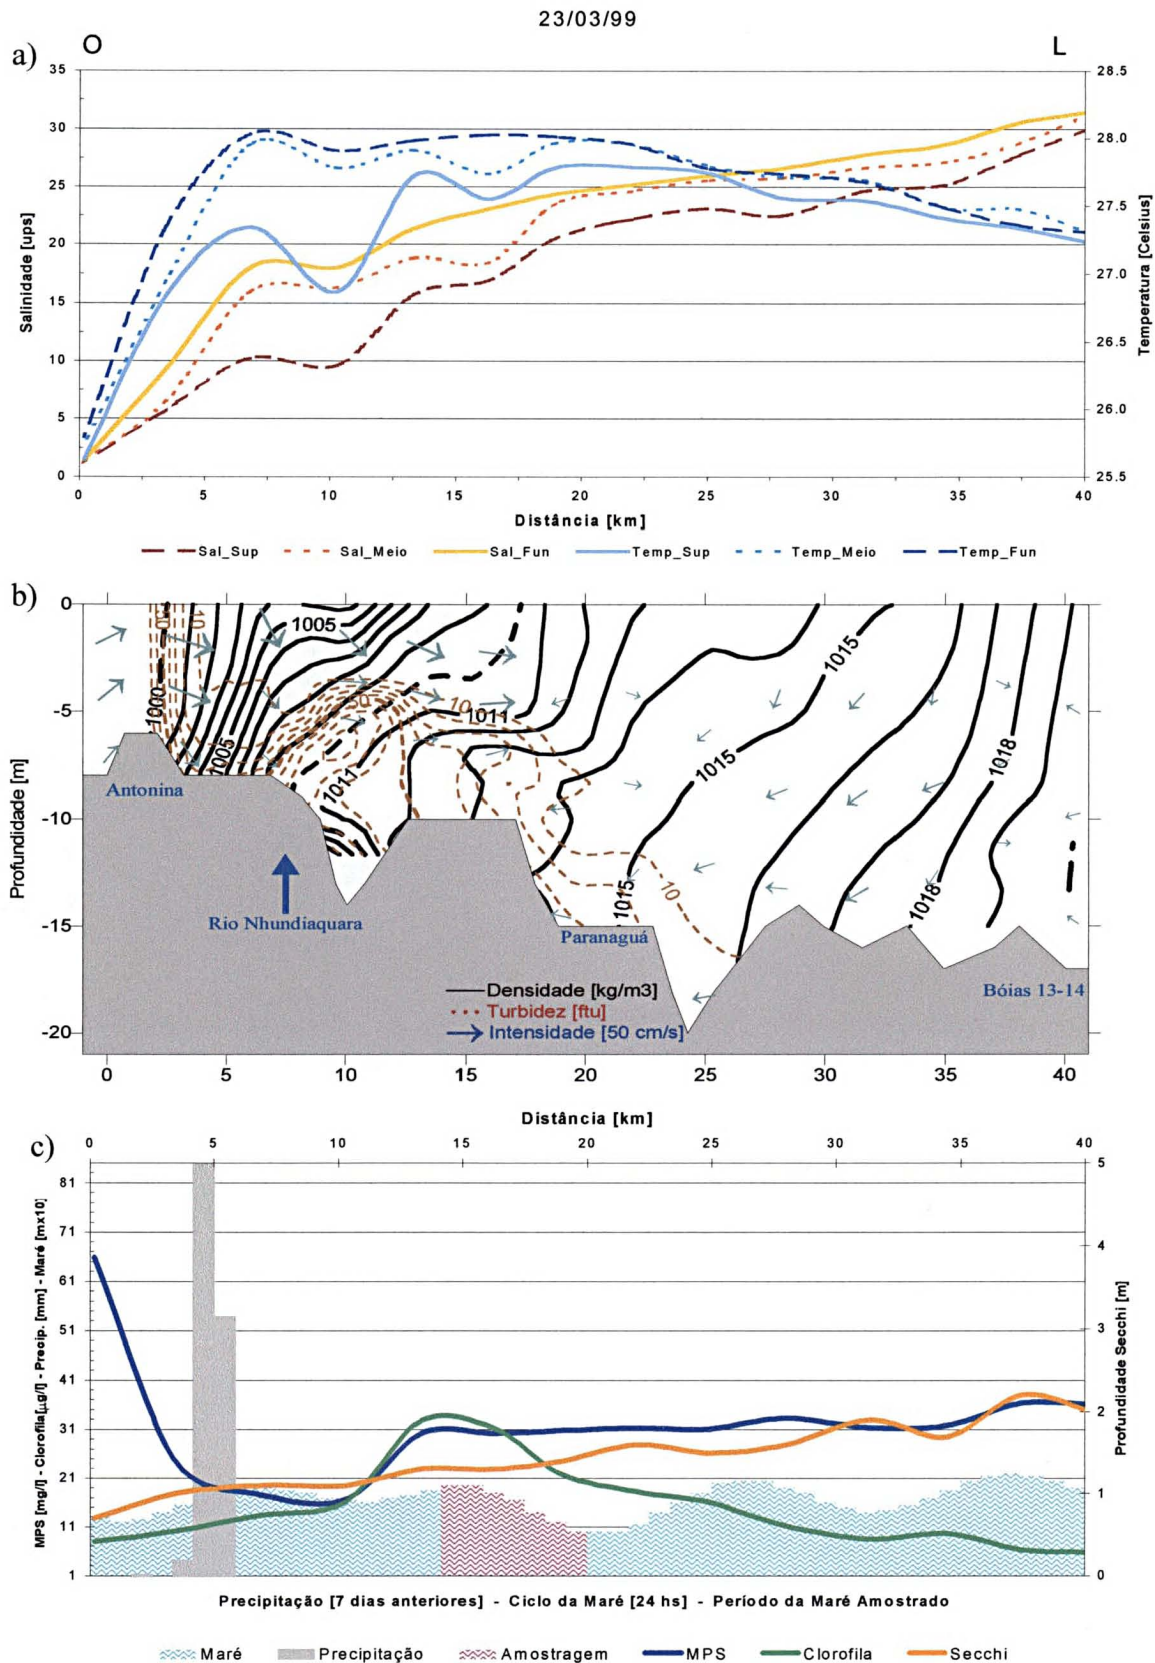 23/03/99
a)
O
L
35
30
25
20
15
10
5
0
Salinidade [ups]
28.5
28.0
27.5
27.0
26.5
26.0
25.5
Temperatura [Celsius]
0 5 10 15 20 25 30 35 40
Distância [km]
Sal_Sup Sal_Meio Sal_Fun Temp_Sup Temp_Meio Temp_Fun
b)
0
-5
-10
-15
-20
Profundidade [m]
10
1005
1000
1005
50
10
1011
1011
1015
1015
1015
1018
1018
10
Antonina
Rio Nhundiaquara
Paranaguá
Bóias 13-14
Densidade [kg/m3]
Turbidez [ftu]
Intensidade [50 cm/s]
0 5 10 15 20 25 30 35 40
Distância [km]
c)
0 5 10 15 20 25 30 35 40
81
71
61
51
41
31
21
11
1
MPS [mg/l] - Clorofila[µg/l] - Precip. [mm] - Maré [mx10]
5
4
3
2
1
0
Profundidade Secchi [m]
Precipitação [7 dias anteriores] - Ciclo da Maré [24 hs] - Período da Maré Amostrado
Maré Precipitação Amostragem MPS Clorofila Secchi